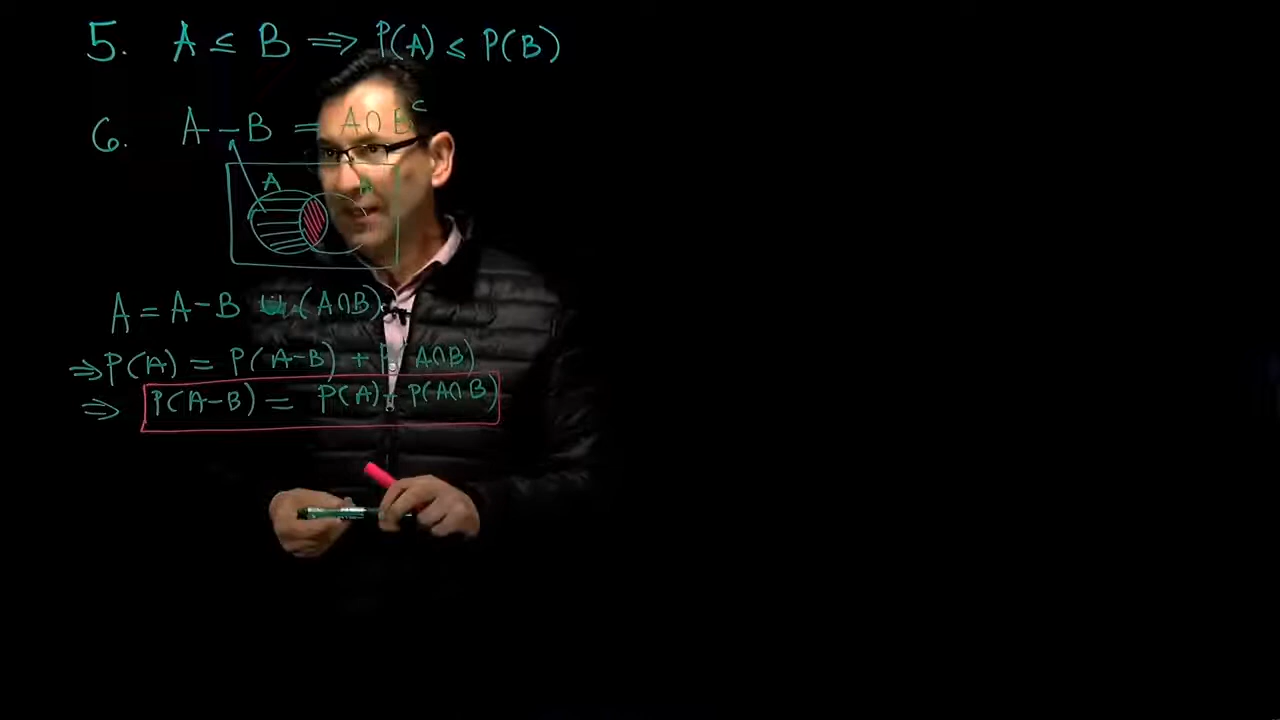 5. A ≤ B ⇒ P(A) ≤ P(B)
6. A - B = A∩B^c
A
A = A - B ∪ (A∩B)
⇒ P(A) = P(A-B) + P(A∩B)
⇒ P(A-B) = P(A) - P(A∩B)